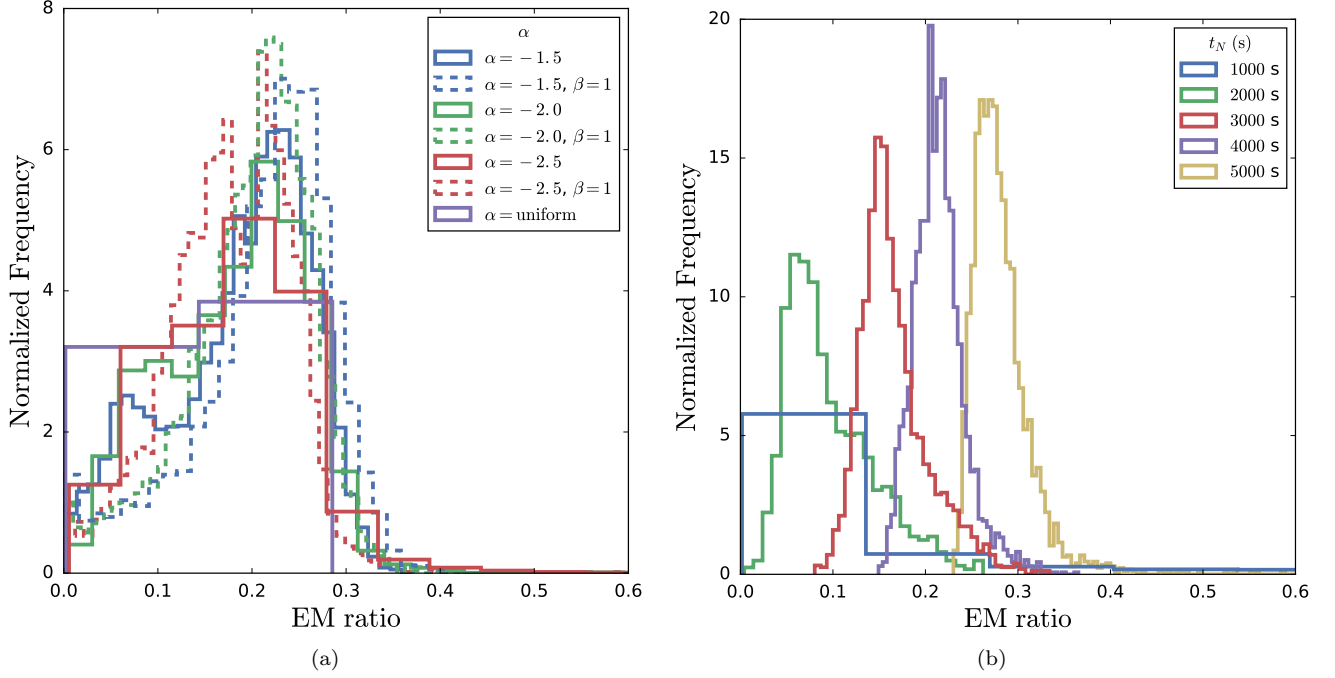 8
6
4
2
0
Normalized Frequency
0.0 0.1 0.2 0.3 0.4 0.5 0.6
EM ratio
α
α = −1.5
α = −1.5, β = 1
α = −2.0
α = −2.0, β = 1
α = −2.5
α = −2.5, β = 1
α = uniform
(a)
20
15
10
5
0
Normalized Frequency
0.0 0.1 0.2 0.3 0.4 0.5 0.6
EM ratio
t_N (s)
1000 s
2000 s
3000 s
4000 s
5000 s
(b)